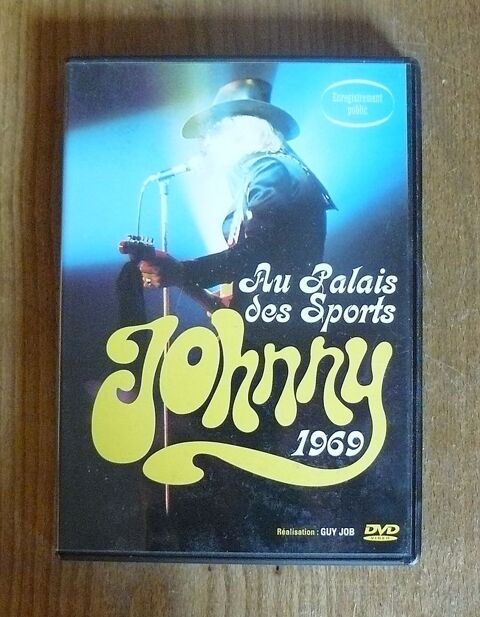 Enregistrement
public
Au Palais
des Sports
Johnny
1969
Réalisation : GUY JOB
DVD
VIDEO